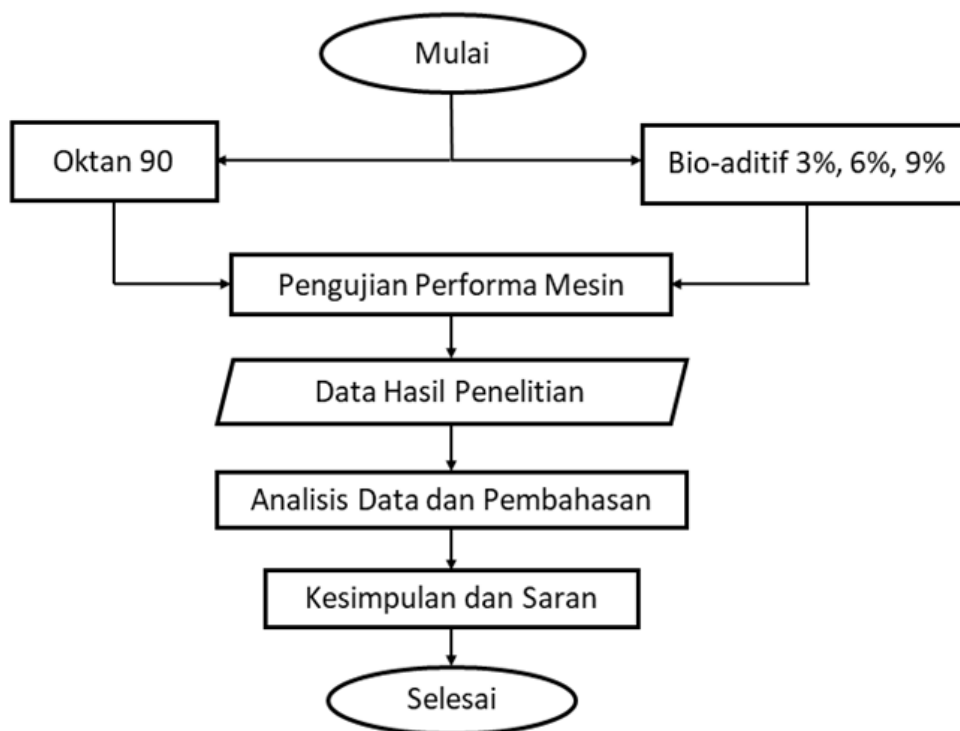 Mulai
Oktan 90
Bio-aditif 3%, 6%, 9%
Pengujian Performa Mesin
Data Hasil Penelitian
Analisis Data dan Pembahasan
Kesimpulan dan Saran
Selesai